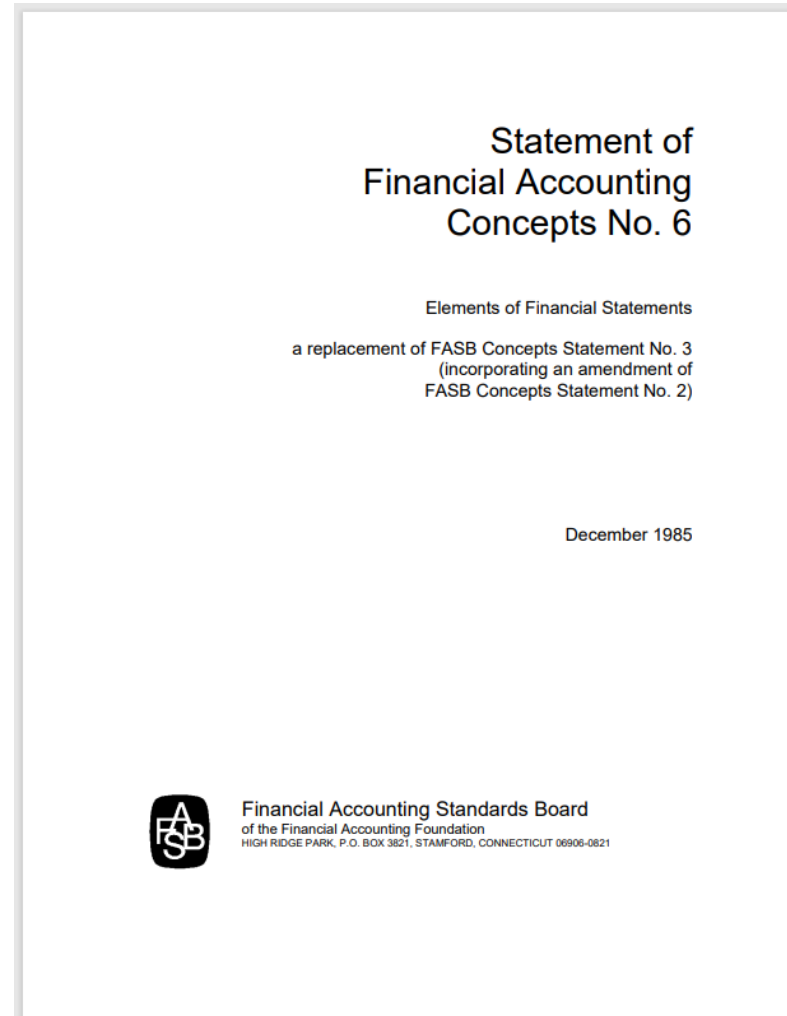 Statement of
Financial Accounting
Concepts No. 6
Elements of Financial Statements
a replacement of FASB Concepts Statement No. 3
(incorporating an amendment of
FASB Concepts Statement No. 2)
December 1985
FASB
Financial Accounting Standards Board
of the Financial Accounting Foundation
HIGH RIDGE PARK, P.O. BOX 3821, STAMFORD, CONNECTICUT 06906-0821